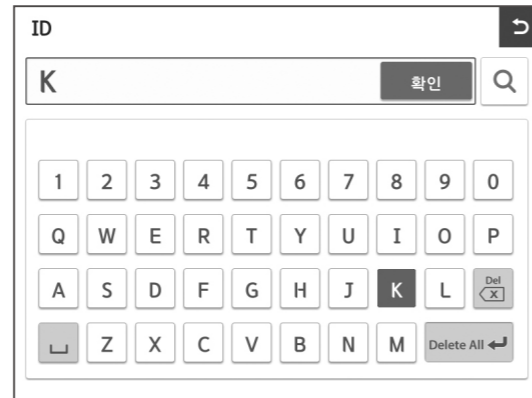 ID
K 확인
1 2 3 4 5 6 7 8 9 0
Q W E R T Y U I O P
A S D F G H J K L Del X
Z X C V B N M Delete All